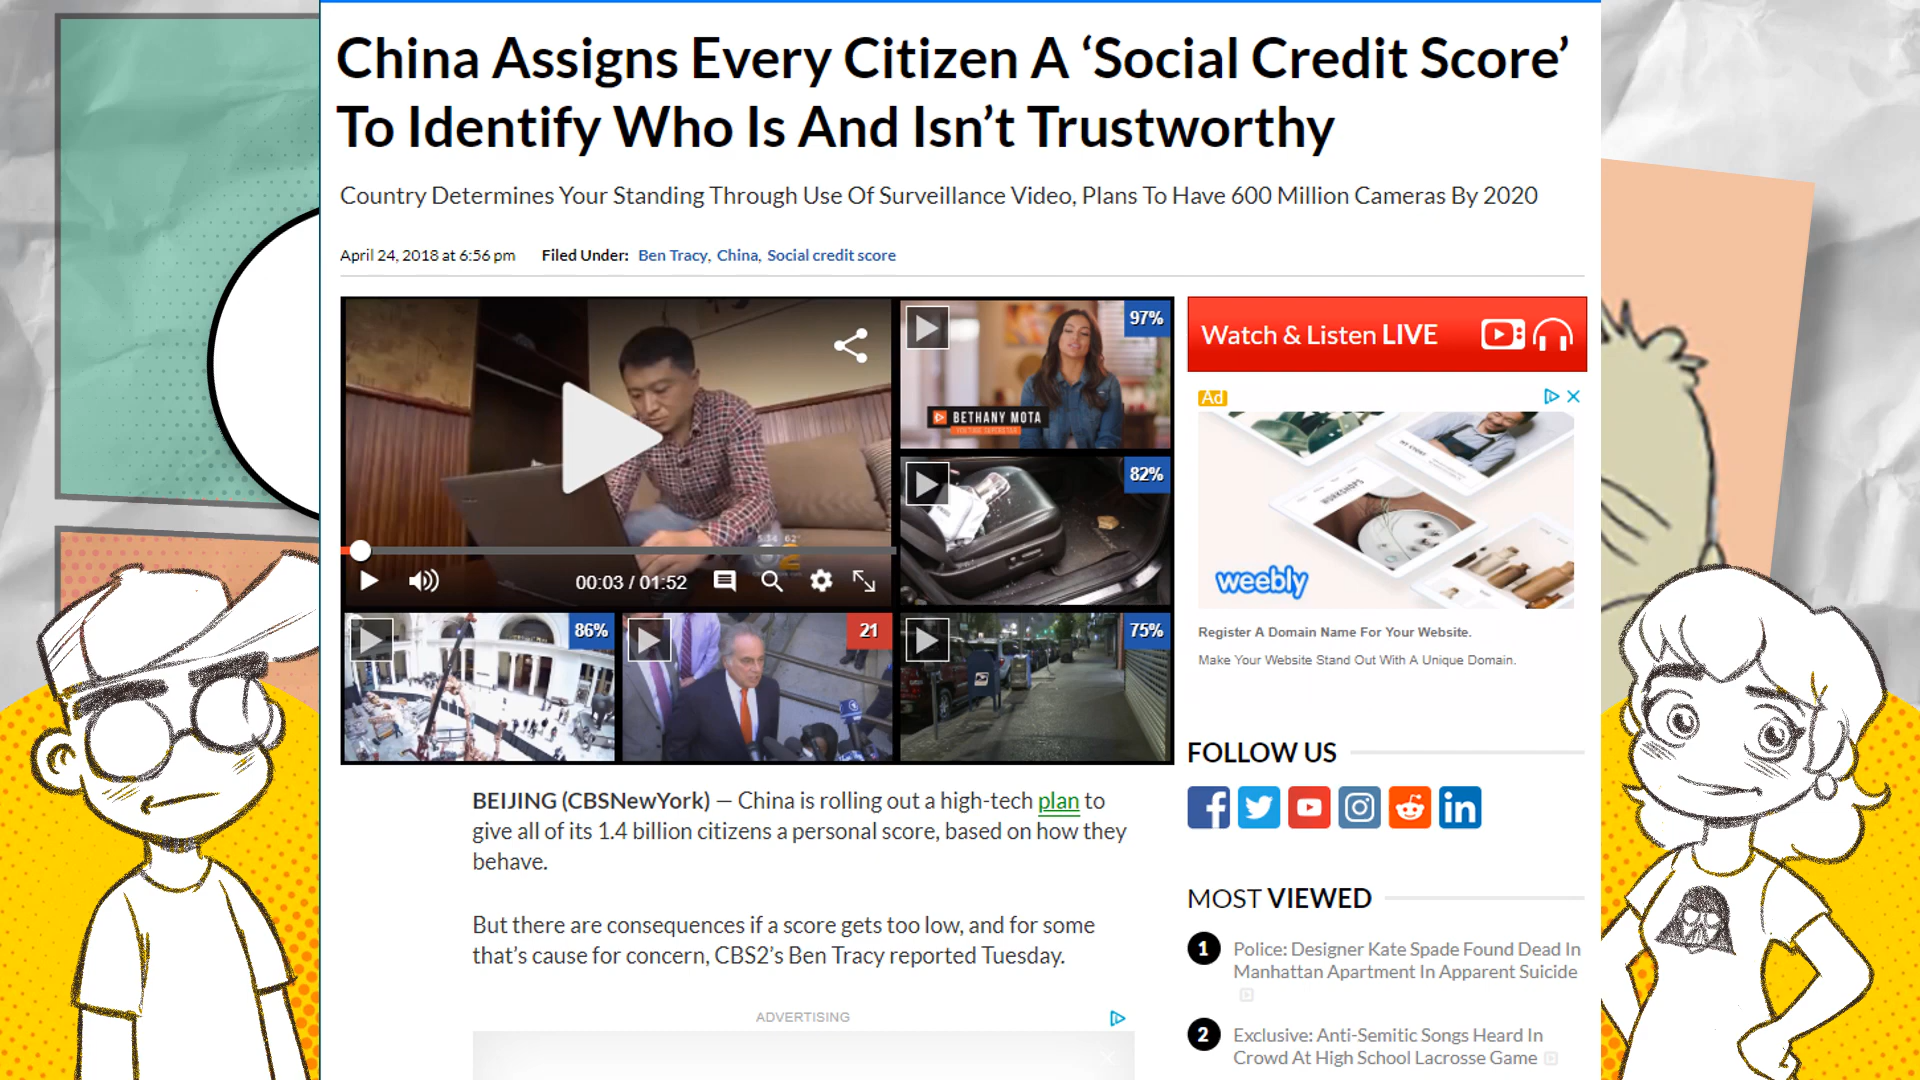 China Assigns Every Citizen A ‘Social Credit Score’
To Identify Who Is And Isn’t Trustworthy
Country Determines Your Standing Through Use Of Surveillance Video, Plans To Have 600 Million Cameras By 2020
April 24, 2018 at 6:56 pm Filed Under: Ben Tracy, China, Social credit score
97%
BETHANY MOTA
82%
5:34 62°
2
00:03 / 01:52
86%
21
75%
Watch & Listen LIVE
Ad
WORKSHOPS
weebly
Register A Domain Name For Your Website.
Make Your Website Stand Out With A Unique Domain.
FOLLOW US
BEIJING (CBSNewYork) — China is rolling out a high-tech plan to
give all of its 1.4 billion citizens a personal score, based on how they
behave.
But there are consequences if a score gets too low, and for some
that’s cause for concern, CBS2’s Ben Tracy reported Tuesday.
ADVERTISING
MOST VIEWED
1 Police: Designer Kate Spade Found Dead In
Manhattan Apartment In Apparent Suicide
2 Exclusive: Anti-Semitic Songs Heard In
Crowd At High School Lacrosse Game